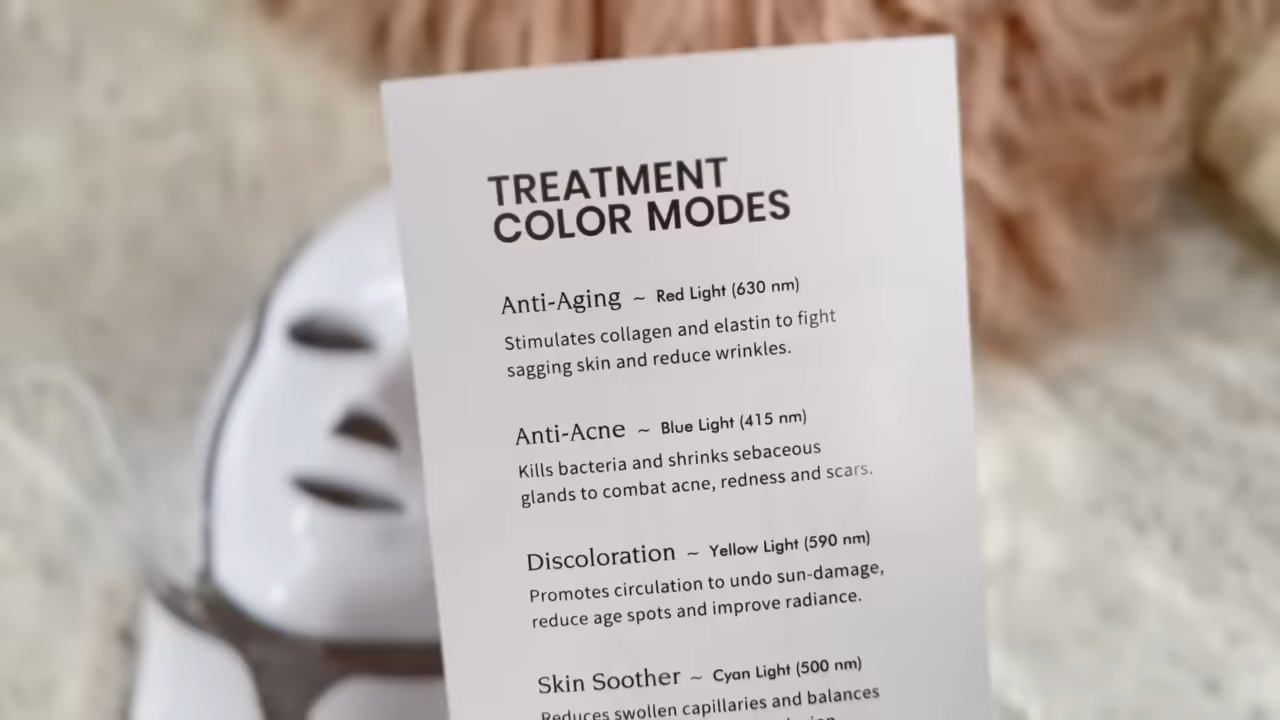 TREATMENT
COLOR MODES
Anti-Aging ~ Red Light (630 nm)
Stimulates collagen and elastin to fight
sagging skin and reduce wrinkles.
Anti-Acne ~ Blue Light (415 nm)
Kills bacteria and shrinks sebaceous
glands to combat acne, redness and scars.
Discoloration ~ Yellow Light (590 nm)
Promotes circulation to undo sun-damage,
reduce age spots and improve radiance.
Skin Soother ~ Cyan Light (500 nm)
Reduces swollen capillaries and balances